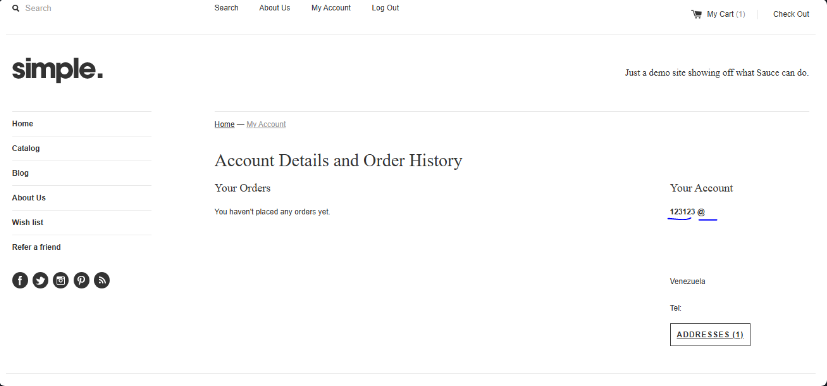 Search
Search About Us My Account Log Out
My Cart (1) Check Out
simple.
Just a demo site showing off what Sauce can do.
Home
Catalog
Blog
About Us
Wish list
Refer a friend
Home — My Account
Account Details and Order History
Your Orders
You haven't placed any orders yet.
Your Account
123123 @
Venezuela
Tel:
ADDRESSES (1)